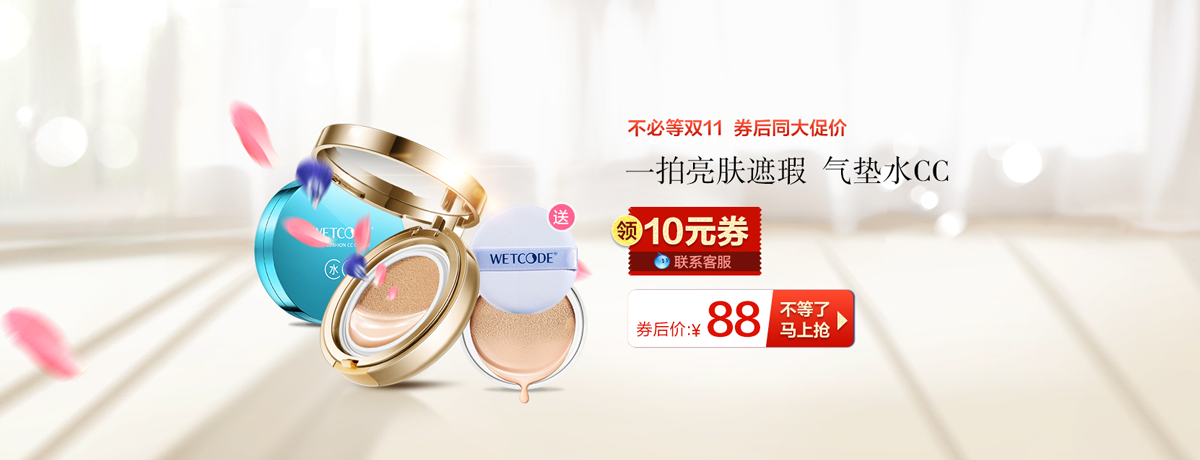 不必等双11 券后同大促价
一拍亮肤遮瑕 气垫水CC
领
10元券
联系客服
券后价:¥ 88
不等了
马上抢
送
WETCODE®
WETCODE®
水